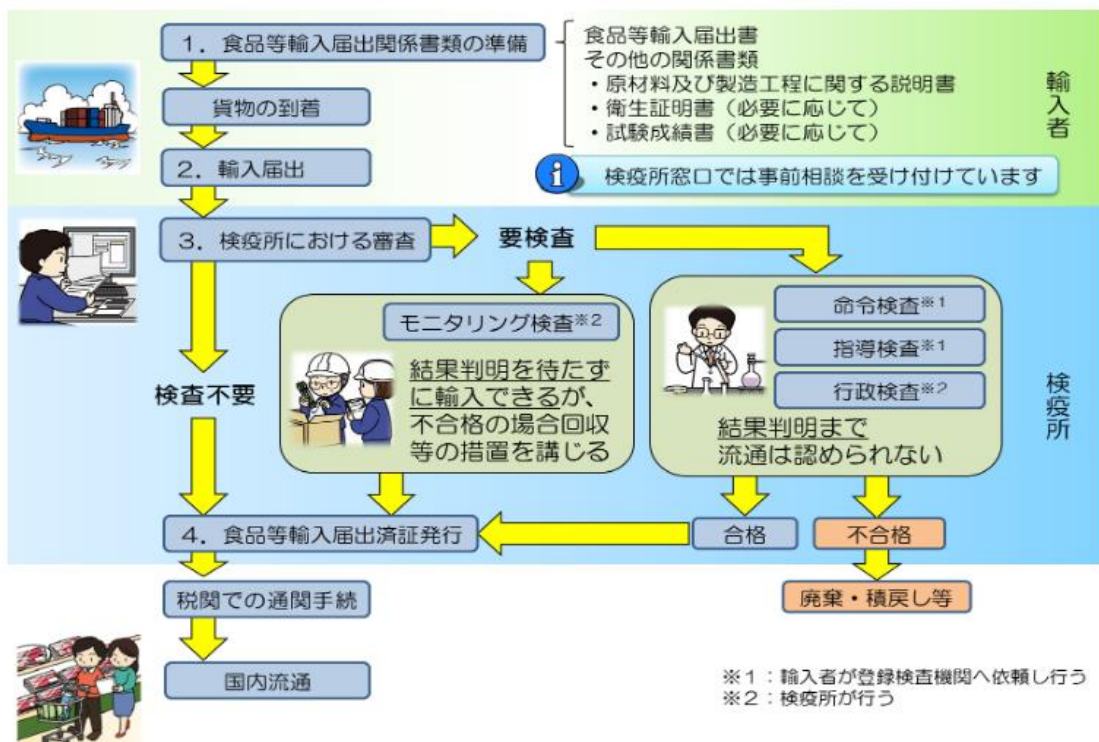 1．食品等輸入届出関係書類の準備
食品等輸入届出書
その他の関係書類
・原材料及び製造工程に関する説明書
・衛生証明書（必要に応じて）
・試験成績書（必要に応じて）
輸入者
貨物の到着
2．輸入届出
i 検疫所窓口では事前相談を受け付けています
3．検疫所における審査
要検査
モニタリング検査※2
結果判明を待たず
に輸入できるが、
不合格の場合回収
等の措置を講じる
命令検査※1
指導検査※1
行政検査※2
結果判明まで
流通は認められない
検疫所
検査不要
4．食品等輸入届出済証発行
合格
不合格
税関での通関手続
廃棄・積戻し等
国内流通
※1：輸入者が登録検査機関へ依頼し行う
※2：検疫所が行う